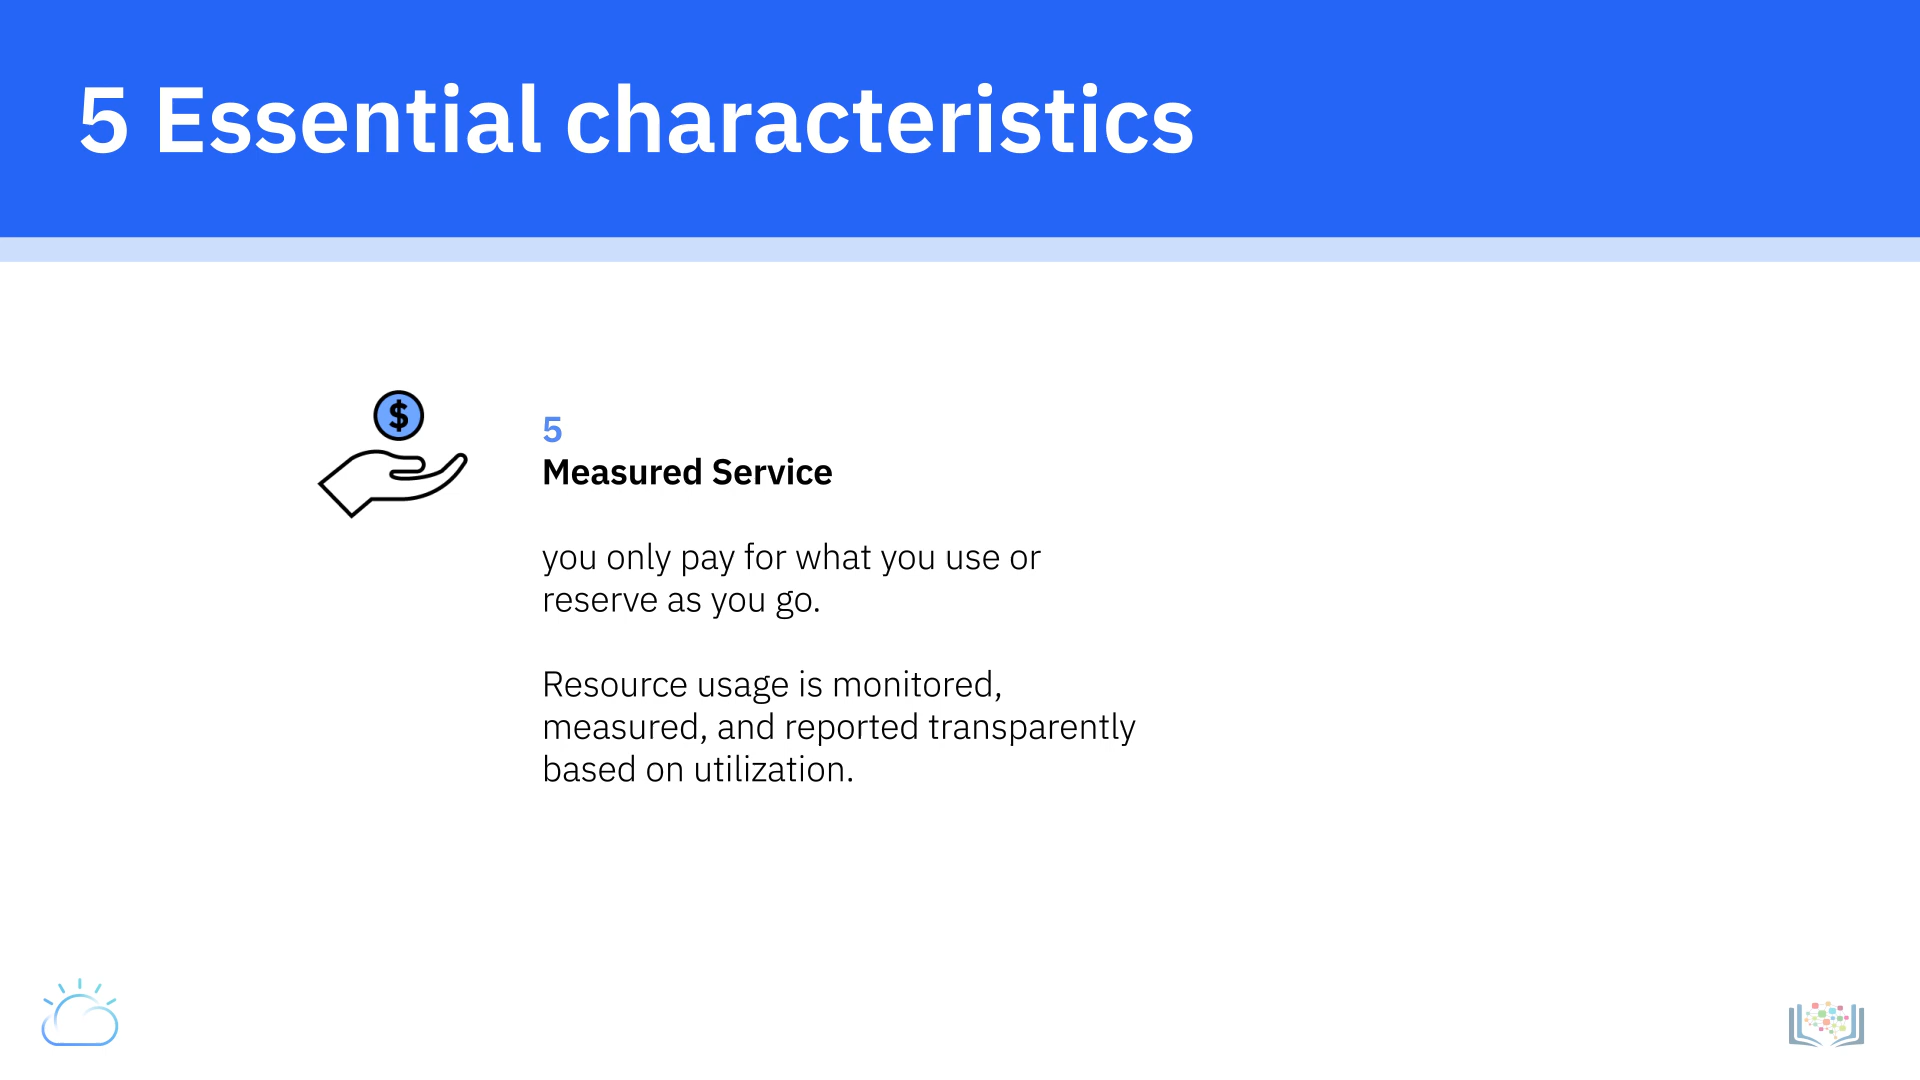 5 Essential characteristics
$
5
Measured Service
you only pay for what you use or
reserve as you go.
Resource usage is monitored,
measured, and reported transparently
based on utilization.